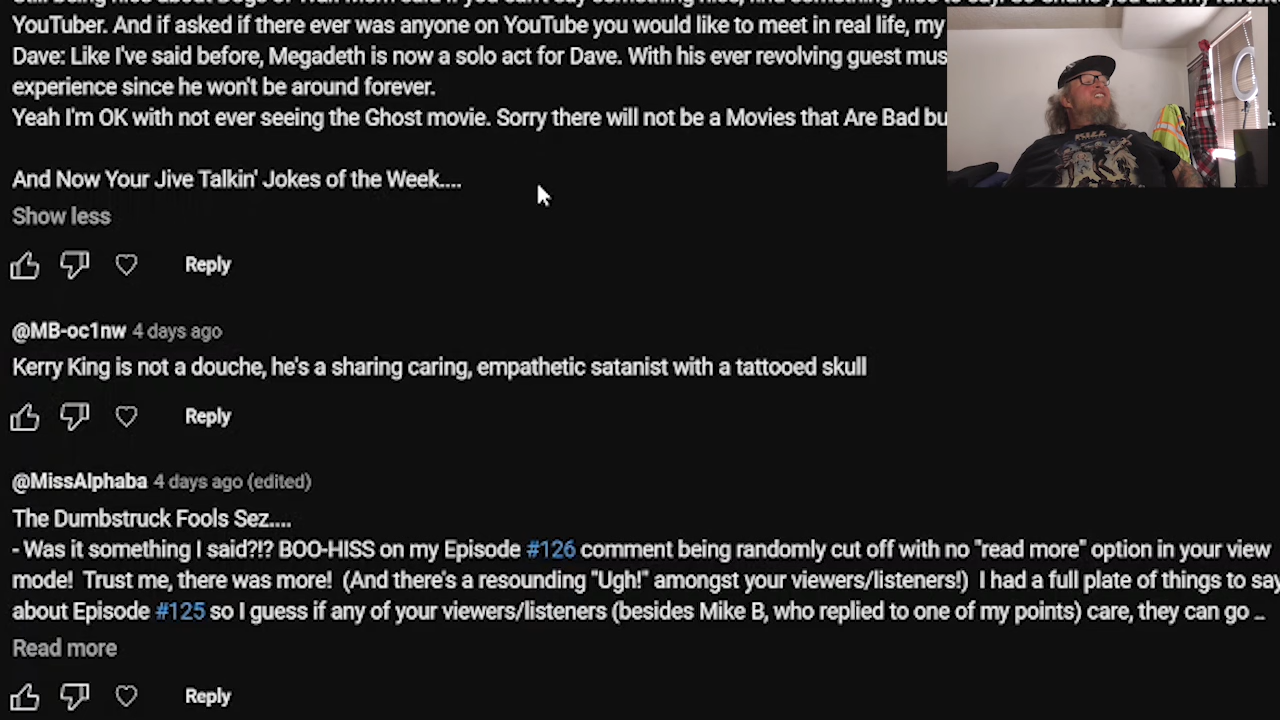 YouTuber. And if asked if there ever was anyone on YouTube you would like to meet in real life, my
Dave: Like I've said before, Megadeth is now a solo act for Dave. With his ever revolving guest mus
experience since he won't be around forever.
Yeah I'm OK with not ever seeing the Ghost movie. Sorry there will not be a Movies that Are Bad bu
And Now Your Jive Talkin' Jokes of the Week....
Show less
Reply
@MB-oc1nw 4 days ago
Kerry King is not a douche, he's a sharing caring, empathetic satanist with a tattooed skull
Reply
@MissAlphaba 4 days ago (edited)
The Dumbstruck Fools Sez....
- Was it something I said?!? BOO-HISS on my Episode #126 comment being randomly cut off with no "read more" option in your view
mode! Trust me, there was more! (And there's a resounding "Ugh!" amongst your viewers/listeners!) I had a full plate of things to say
about Episode #125 so I guess if any of your viewers/listeners (besides Mike B, who replied to one of my points) care, they can go ..
Read more
Reply